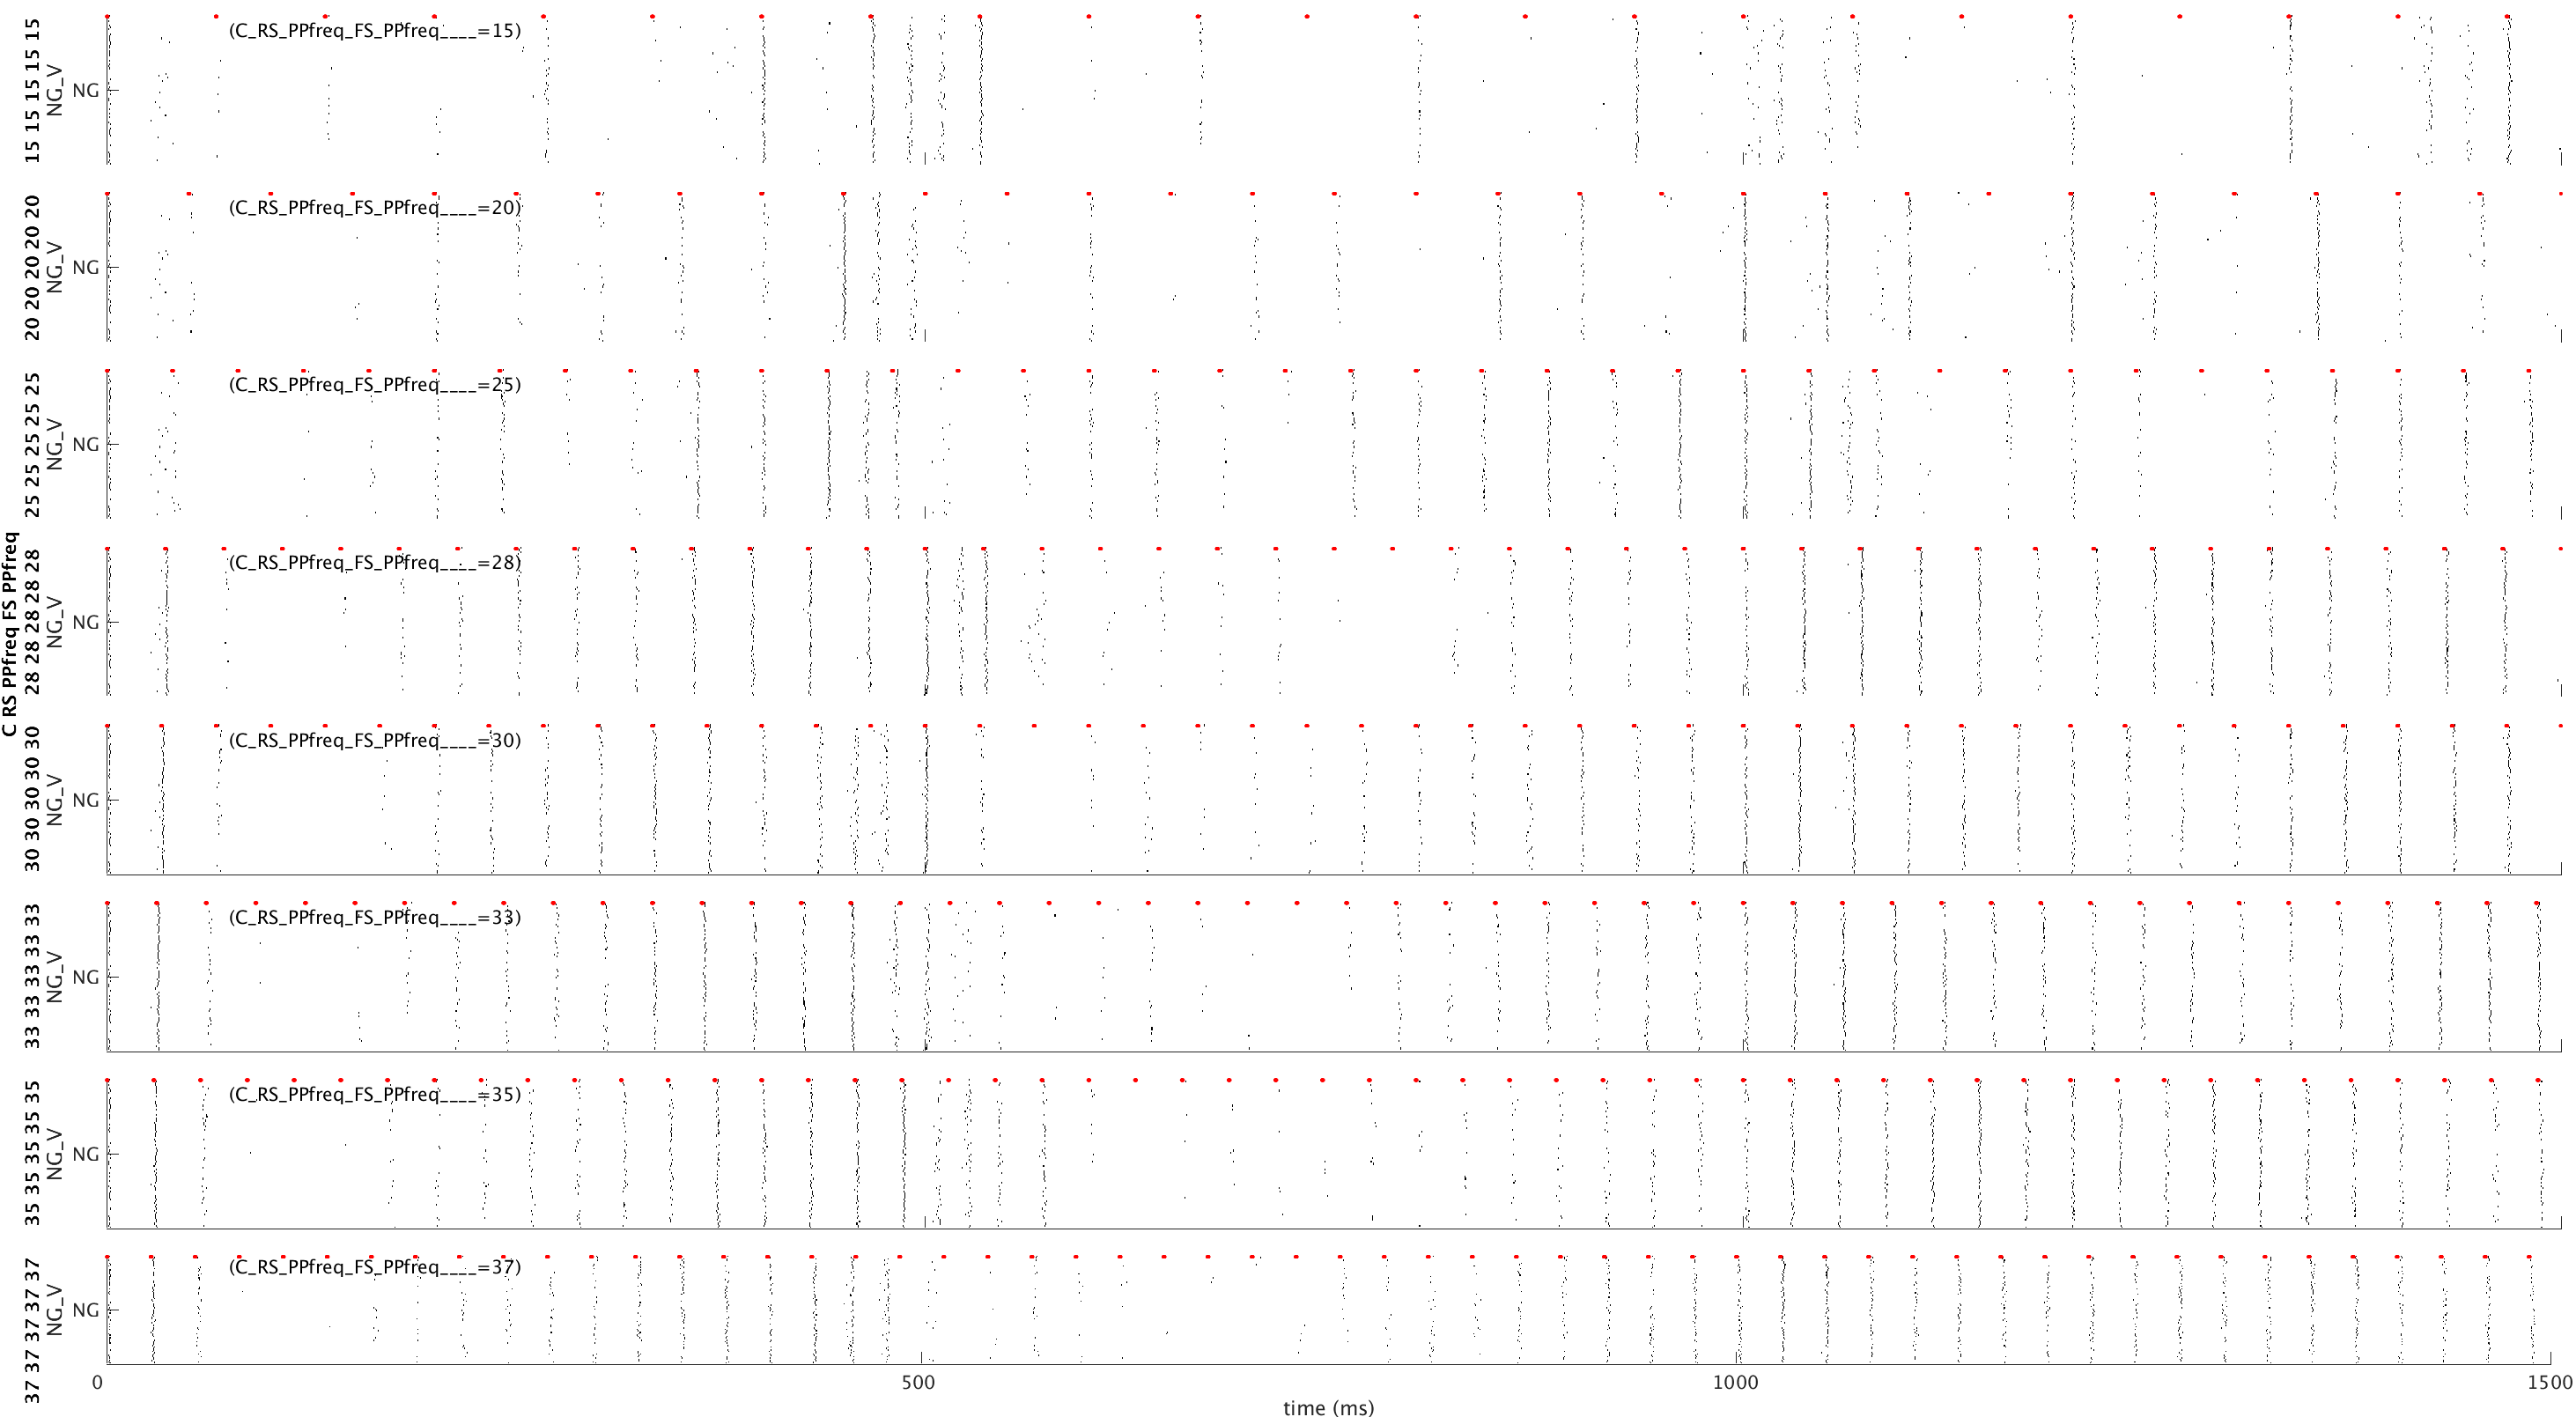 C RS PPfreq FS PPfreq
15 15 15 15 15
NG_V
NG
(C_RS_PPfreq_FS_PPfreq____=15)
20 20 20 20 20
NG_V
NG
(C_RS_PPfreq_FS_PPfreq____=20)
25 25 25 25 25
NG_V
NG
(C_RS_PPfreq_FS_PPfreq____=25)
28 28 28 28 28
NG_V
NG
(C_RS_PPfreq_FS_PPfreq____=28)
30 30 30 30 30
NG_V
NG
(C_RS_PPfreq_FS_PPfreq____=30)
33 33 33 33 33
NG_V
NG
(C_RS_PPfreq_FS_PPfreq____=33)
35 35 35 35 35
NG_V
NG
(C_RS_PPfreq_FS_PPfreq____=35)
37 37 37 37 37
NG_V
NG
(C_RS_PPfreq_FS_PPfreq____=37)
0 500 1000 1500
time (ms)